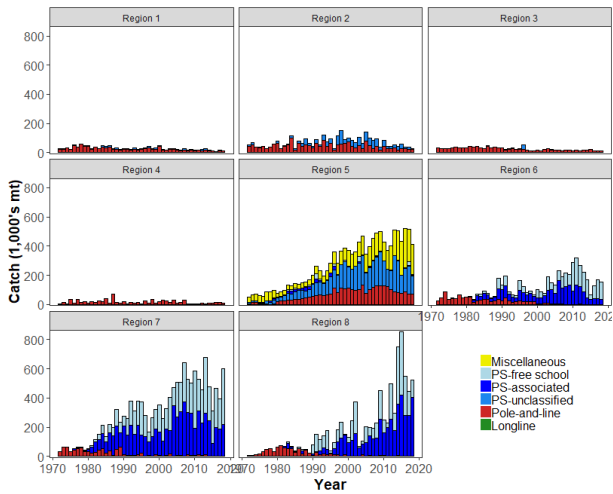 Region 1 Region 2 Region 3
800
600
400
200
0
Region 4 Region 5 Region 6
800
600
400
200
0
1970 1980 1990 2000 2010 2020
Region 7 Region 8
800
600
400
200
0
1970 1980 1990 2000 2010 2020
1970 1980 1990 2000 2010 2020
Catch (1,000's mt)
Year
Miscellaneous
PS-free school
PS-associated
PS-unclassified
Pole-and-line
Longline